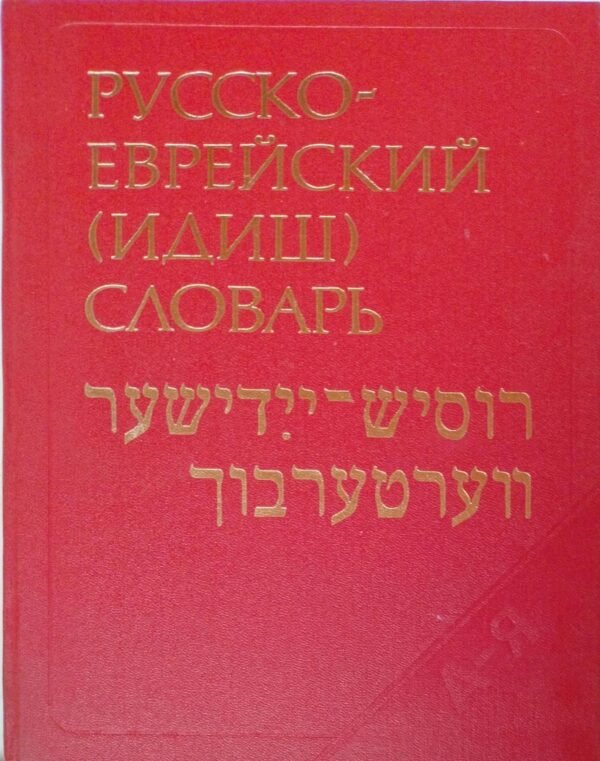 РУССКО-
ЕВРЕЙСКИЙ
(ИДИШ)
СЛОВАРЬ
רוסיש־ייִדישער
ווערטערבוך
А-Я